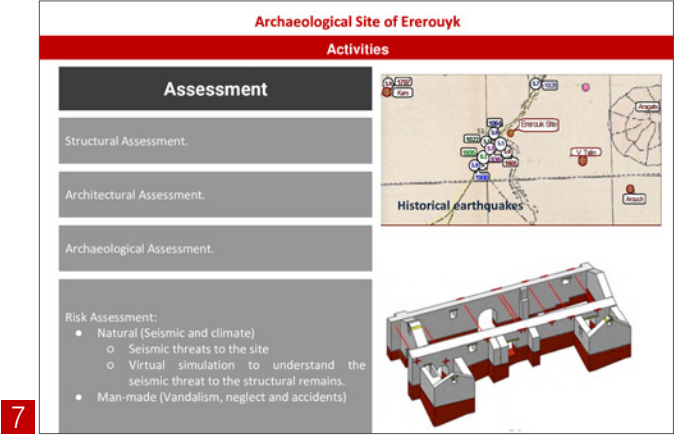 Archaeological Site of Ererouyk
Activities
Assessment
Structural Assessment.
Architectural Assessment.
Archaeological Assessment.
Risk Assessment:
● Natural (Seismic and climate)
○ Seismic threats to the site
○ Virtual simulation to understand the
seismic threat to the structural remains.
● Man-made (Vandalism, neglect and accidents)
Kars
Ererouk Site
Aragats
V. Talin
Arouch
Historical earthquakes
7